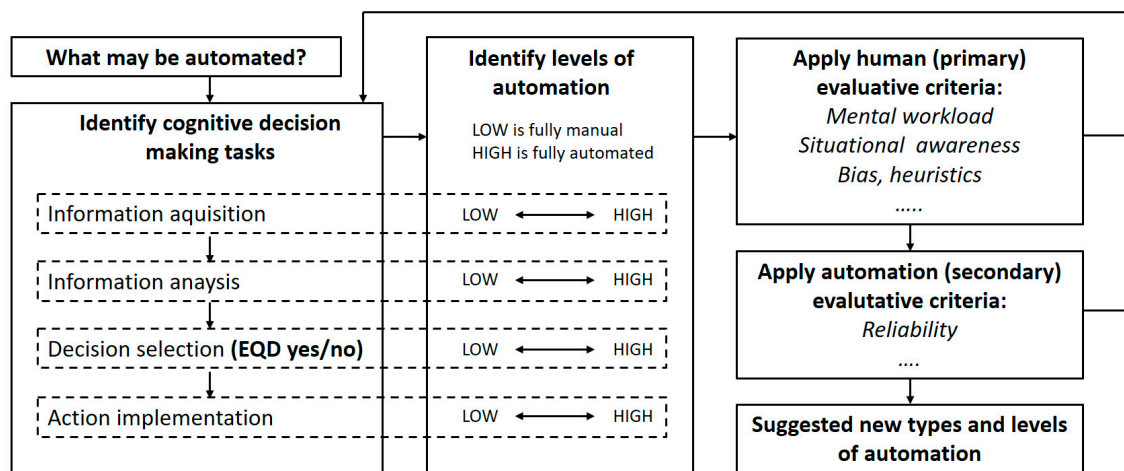 What may be automated?
Identify cognitive decision
making tasks
Information aquisition
Information anaysis
Decision selection (EQD yes/no)
Action implementation
Identify levels of
automation
LOW is fully manual
HIGH is fully automated
LOW HIGH
LOW HIGH
LOW HIGH
LOW HIGH
Apply human (primary)
evaluative criteria:
Mental workload
Situational awareness
Bias, heuristics
.....
Apply automation (secondary)
evalutative criteria:
Reliability
....
Suggested new types and levels
of automation